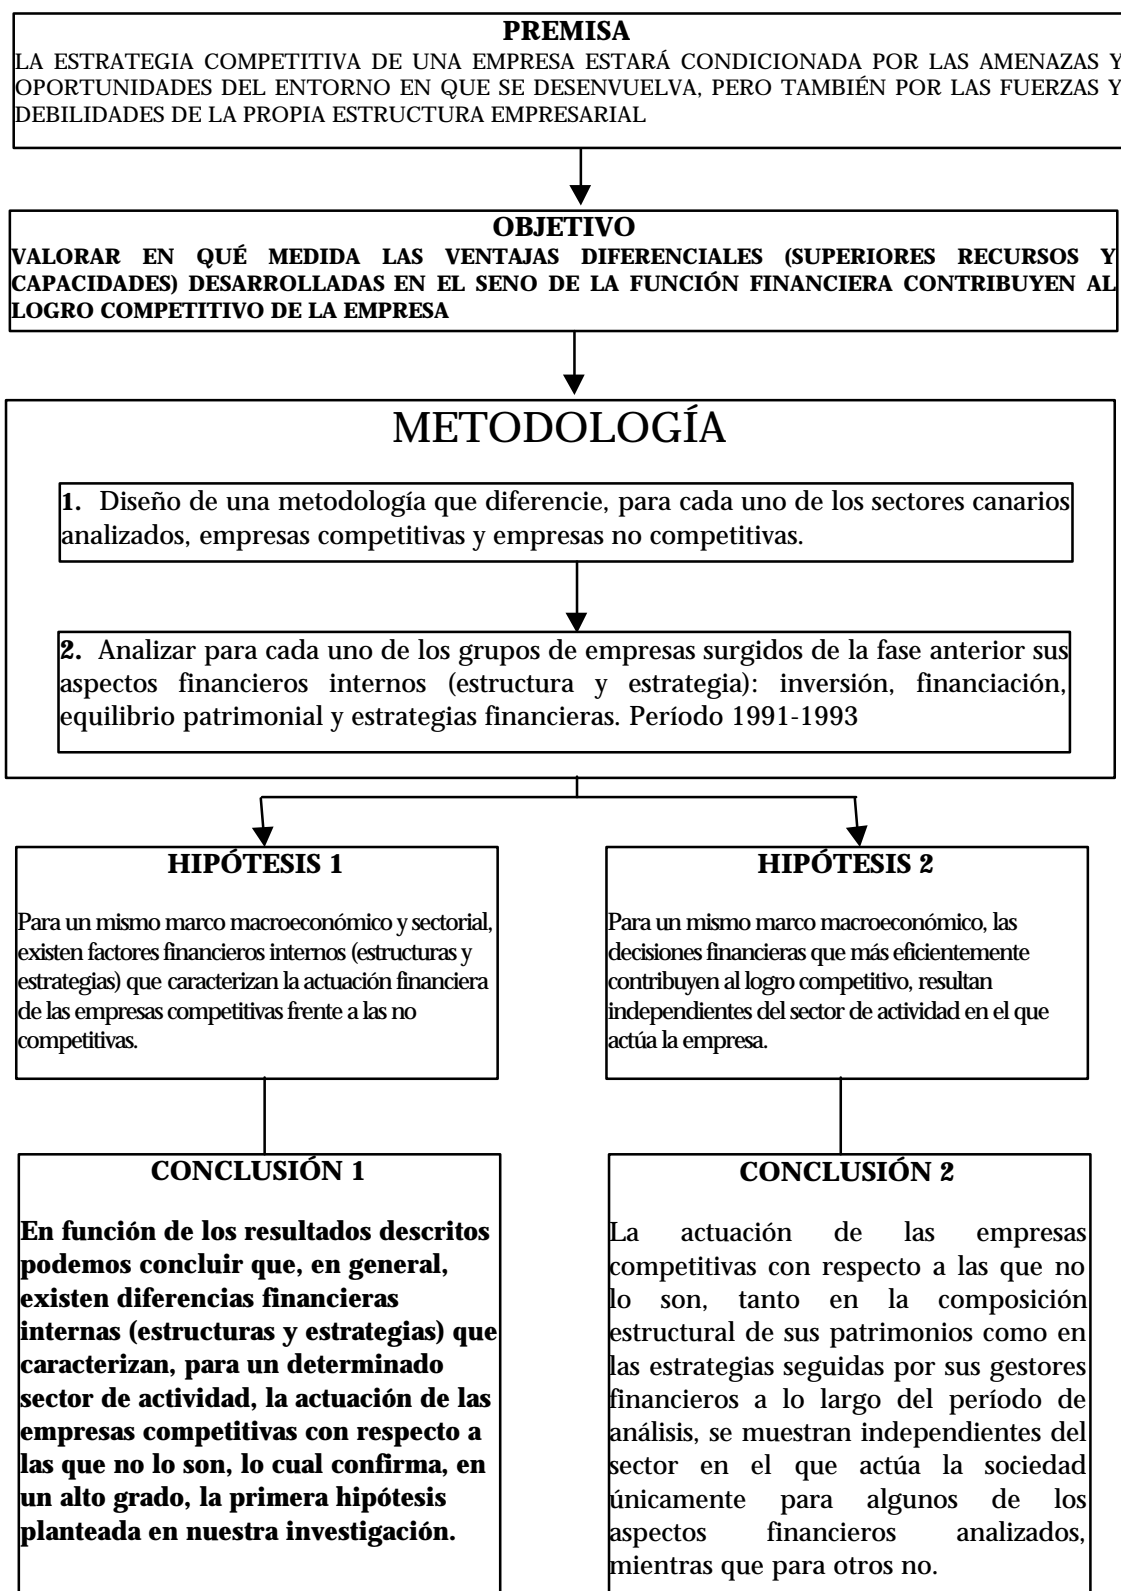 PREMISA
LA ESTRATEGIA COMPETITIVA DE UNA EMPRESA ESTARÁ CONDICIONADA POR LAS AMENAZAS Y
OPORTUNIDADES DEL ENTORNO EN QUE SE DESENVUELVA, PERO TAMBIÉN POR LAS FUERZAS Y
DEBILIDADES DE LA PROPIA ESTRUCTURA EMPRESARIAL
OBJETIVO
VALORAR EN QUÉ MEDIDA LAS VENTAJAS DIFERENCIALES (SUPERIORES RECURSOS Y
CAPACIDADES) DESARROLLADAS EN EL SENO DE LA FUNCIÓN FINANCIERA CONTRIBUYEN AL
LOGRO COMPETITIVO DE LA EMPRESA
METODOLOGÍA
1. Diseño de una metodología que diferencie, para cada uno de los sectores canarios
analizados, empresas competitivas y empresas no competitivas.
2. Analizar para cada uno de los grupos de empresas surgidos de la fase anterior sus
aspectos financieros internos (estructura y estrategia): inversión, financiación,
equilibrio patrimonial y estrategias financieras. Período 1991-1993
HIPÓTESIS 1
Para un mismo marco macroeconómico y sectorial,
existen factores financieros internos (estructuras y
estrategias) que caracterizan la actuación financiera
de las empresas competitivas frente a las no
competitivas.
HIPÓTESIS 2
Para un mismo marco macroeconómico, las
decisiones financieras que más eficientemente
contribuyen al logro competitivo, resultan
independientes del sector de actividad en el que
actúa la empresa.
CONCLUSIÓN 1
En función de los resultados descritos
podemos concluir que, en general,
existen diferencias financieras
internas (estructuras y estrategias) que
caracterizan, para un determinado
sector de actividad, la actuación de las
empresas competitivas con respecto a
las que no lo son, lo cual confirma, en
un alto grado, la primera hipótesis
planteada en nuestra investigación.
CONCLUSIÓN 2
La actuación de las empresas
competitivas con respecto a las que no
lo son, tanto en la composición
estructural de sus patrimonios como en
las estrategias seguidas por sus gestores
financieros a lo largo del período de
análisis, se muestran independientes del
sector en el que actúa la sociedad
únicamente para algunos de los
aspectos financieros analizados,
mientras que para otros no.